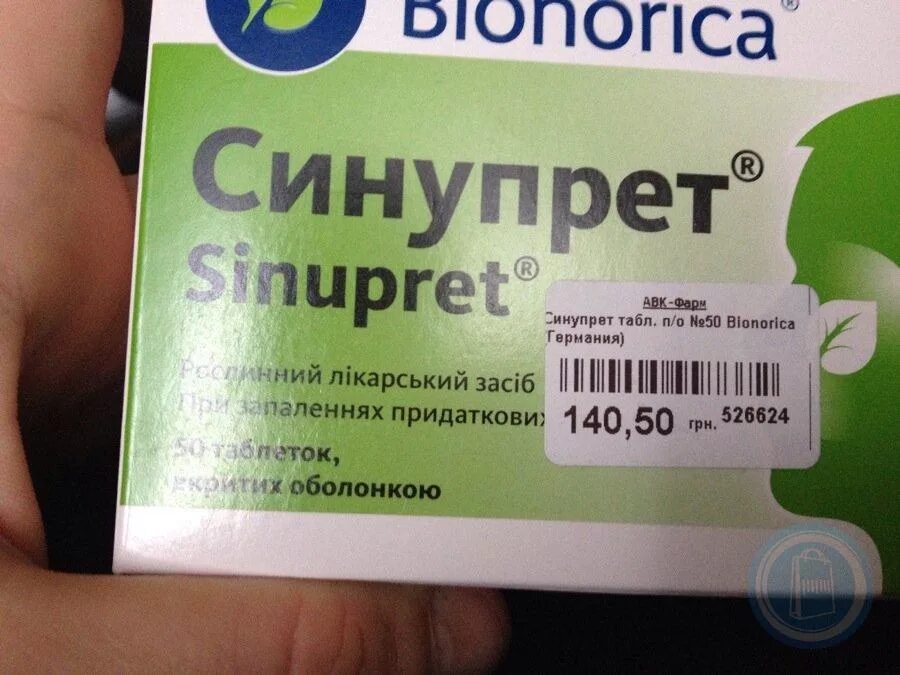 Bionorica®
Синупрет®
Sinupret®
Рослинний лікарський засіб
При запаленнях придаткових
50 таблеток,
вкритих оболонкою
АВК-Фарм
Синупрет табл. п/о №50 Bionorica
(Германия)
140,50 грн. 526624